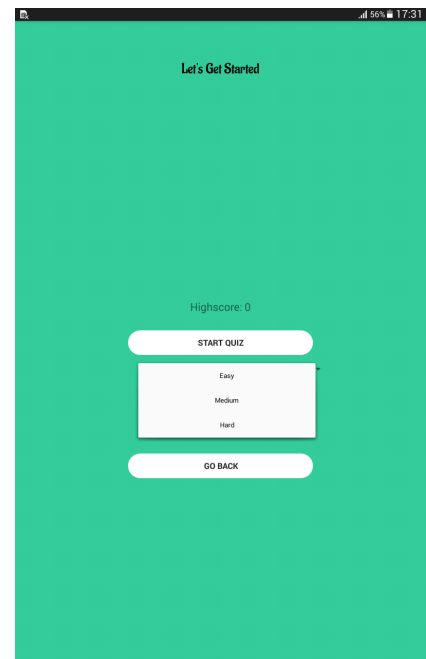 56% 17:31
Let's Get Started
Highscore: 0
START QUIZ
Easy
Medium
Hard
GO BACK